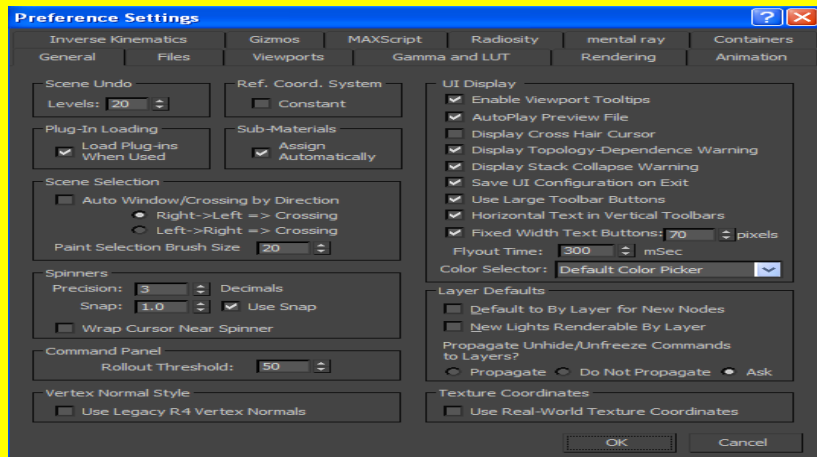 Preference Settings
Inverse Kinematics Gizmos MAXScript Radiosity mental ray Containers
General Files Viewports Gamma and LUT Rendering Animation
Scene Undo
Levels: 20
Ref. Coord. System
Constant
Plug-In Loading
Load Plug-ins
When Used
Sub-Materials
Assign
Automatically
Scene Selection
Auto Window/Crossing by Direction
Right->Left => Crossing
Left->Right => Crossing
Paint Selection Brush Size 20
Spinners
Precision: 3 Decimals
Snap: 1.0 Use Snap
Wrap Cursor Near Spinner
Command Panel
Rollout Threshold: 50
Vertex Normal Style
Use Legacy R4 Vertex Normals
UI Display
Enable Viewport Tooltips
AutoPlay Preview File
Display Cross Hair Cursor
Display Topology-Dependence Warning
Display Stack Collapse Warning
Save UI Configuration on Exit
Use Large Toolbar Buttons
Horizontal Text in Vertical Toolbars
Fixed Width Text Buttons: 70 pixels
Flyout Time: 300 mSec
Color Selector: Default Color Picker
Layer Defaults
Default to By Layer for New Nodes
New Lights Renderable By Layer
Propagate Unhide/Unfreeze Commands
to Layers?
Propagate Do Not Propagate Ask
Texture Coordinates
Use Real-World Texture Coordinates
OK Cancel